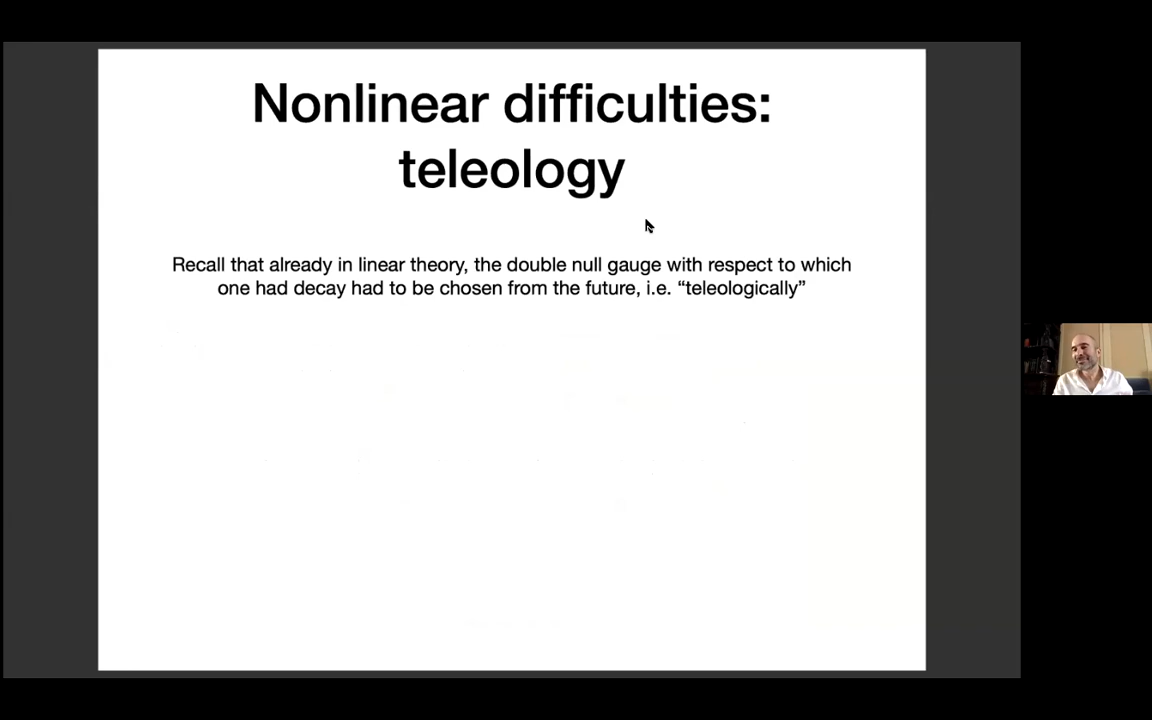 Nonlinear difficulties:
teleology
Recall that already in linear theory, the double null gauge with respect to which
one had decay had to be chosen from the future, i.e. “teleologically”